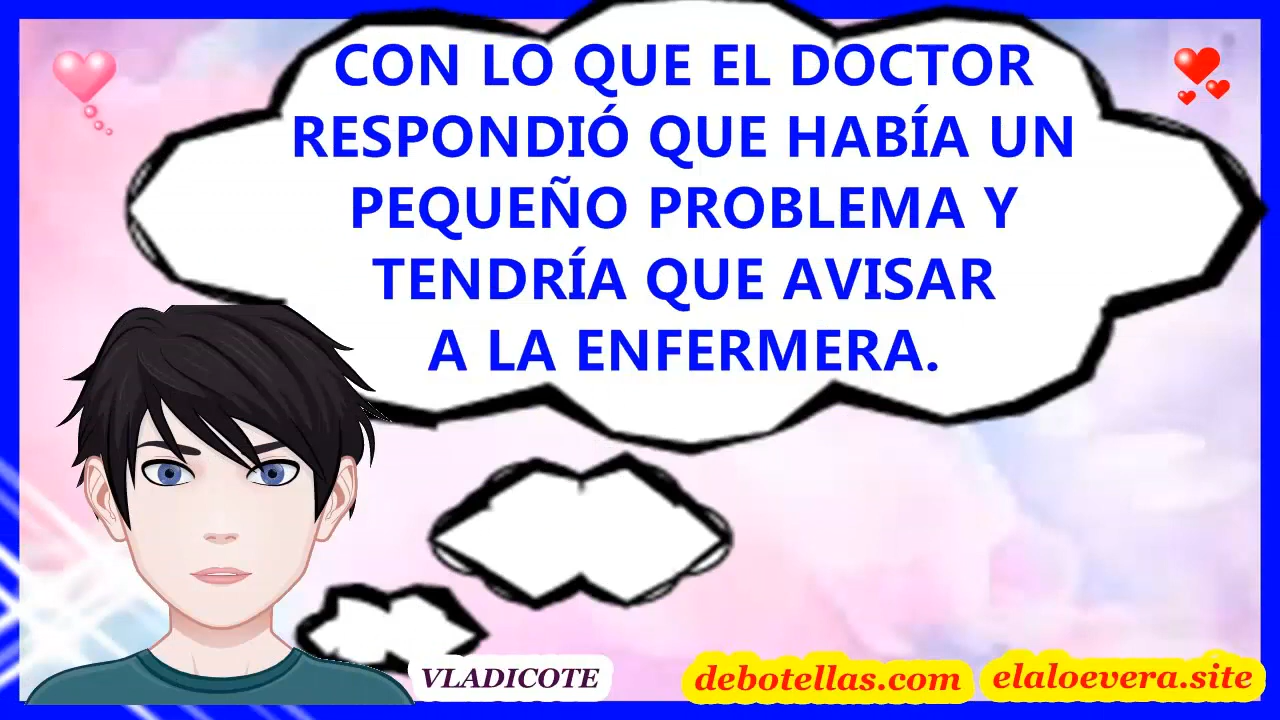 CON LO QUE EL DOCTOR
RESPONDIÓ QUE HABÍA UN
PEQUEÑO PROBLEMA Y
TENDRÍA QUE AVISAR
A LA ENFERMERA.
VLADICOTE
debotellas.com
elaloevera.site